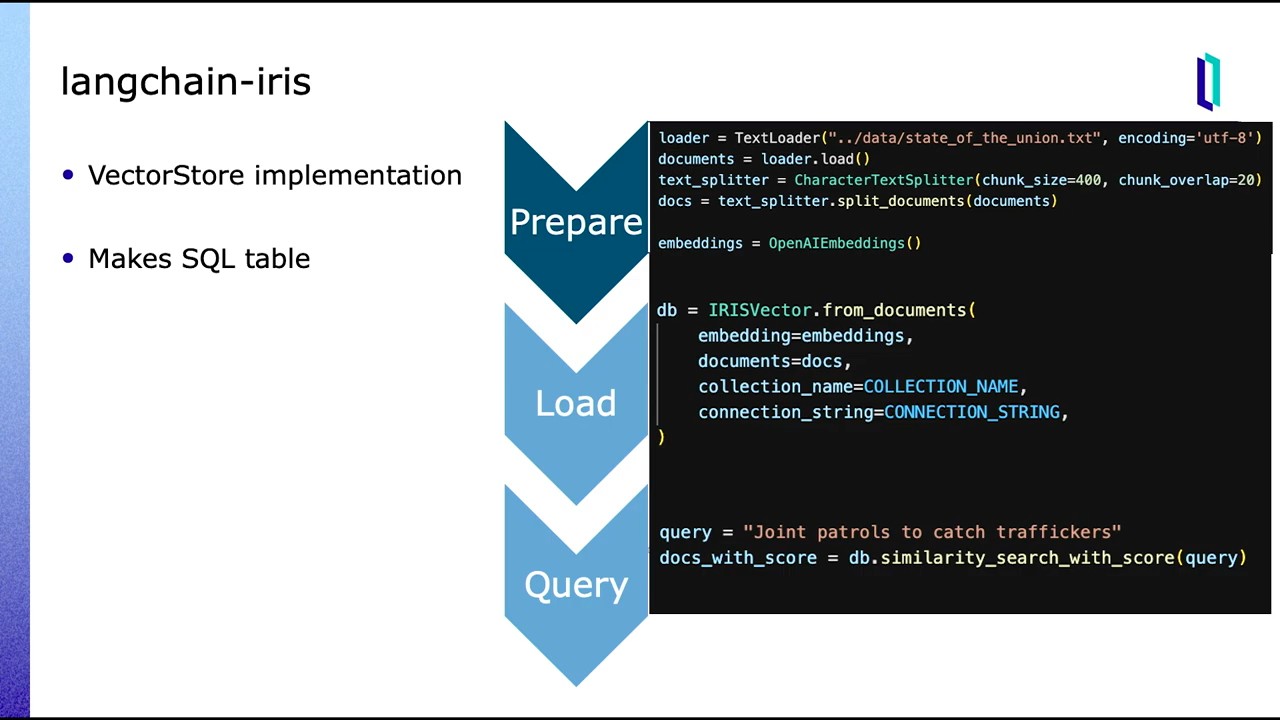 langchain-iris
• VectorStore implementation
• Makes SQL table
Prepare
loader = TextLoader("../data/state_of_the_union.txt", encoding='utf-8')
documents = loader.load()
text_splitter = CharacterTextSplitter(chunk_size=400, chunk_overlap=20)
docs = text_splitter.split_documents(documents)
embeddings = OpenAIEmbeddings()
Load
db = IRISVector.from_documents(
    embedding=embeddings,
    documents=docs,
    collection_name=COLLECTION_NAME,
    connection_string=CONNECTION_STRING,
)
Query
query = "Joint patrols to catch traffickers"
docs_with_score = db.similarity_search_with_score(query)